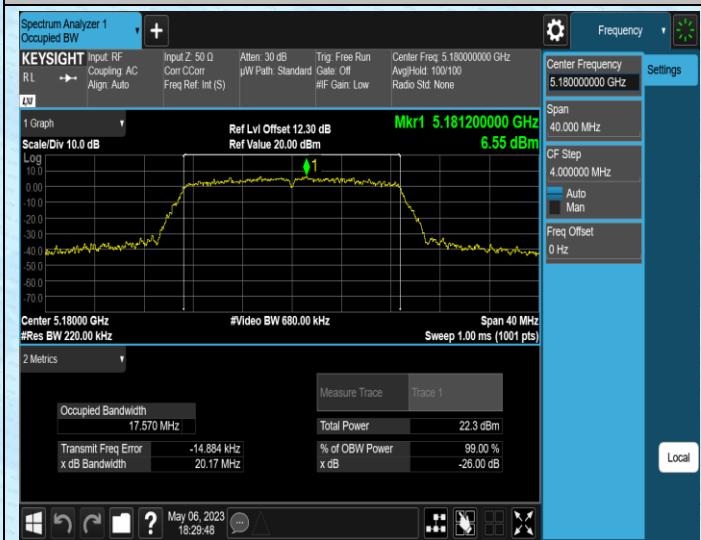 Spectrum Analyzer 1
Occupied BW
Frequency
KEYSIGHT
RL
LXI
Input: RF
Coupling: AC
Align: Auto
Input Z: 50 Ω
Corr CCorr
Freq Ref: Int (S)
Atten: 30 dB
µW Path: Standard
Trig: Free Run
Gate: Off
#IF Gain: Low
Center Freq: 5.180000000 GHz
Avg|Hold: 100/100
Radio Std: None
Center Frequency
5.180000000 GHz
Settings
Span
40.000 MHz
CF Step
4.000000 MHz
Auto
Man
Freq Offset
0 Hz
1 Graph
Scale/Div 10.0 dB
Ref Lvl Offset 12.30 dB
Ref Value 20.00 dBm
Mkr1 5.181200000 GHz
6.55 dBm
Log
10.0
0.00
-10.0
-20.0
-30.0
-40.0
-50.0
-60.0
-70.0
1
Center 5.18000 GHz
#Res BW 220.00 kHz
#Video BW 680.00 kHz
Span 40 MHz
Sweep 1.00 ms (1001 pts)
2 Metrics
Measure Trace
Trace 1
Occupied Bandwidth
17.570 MHz
Total Power
22.3 dBm
Transmit Freq Error
-14.884 kHz
% of OBW Power
99.00 %
x dB Bandwidth
20.17 MHz
x dB
-26.00 dB
Local
?
May 06, 2023
18:29:48